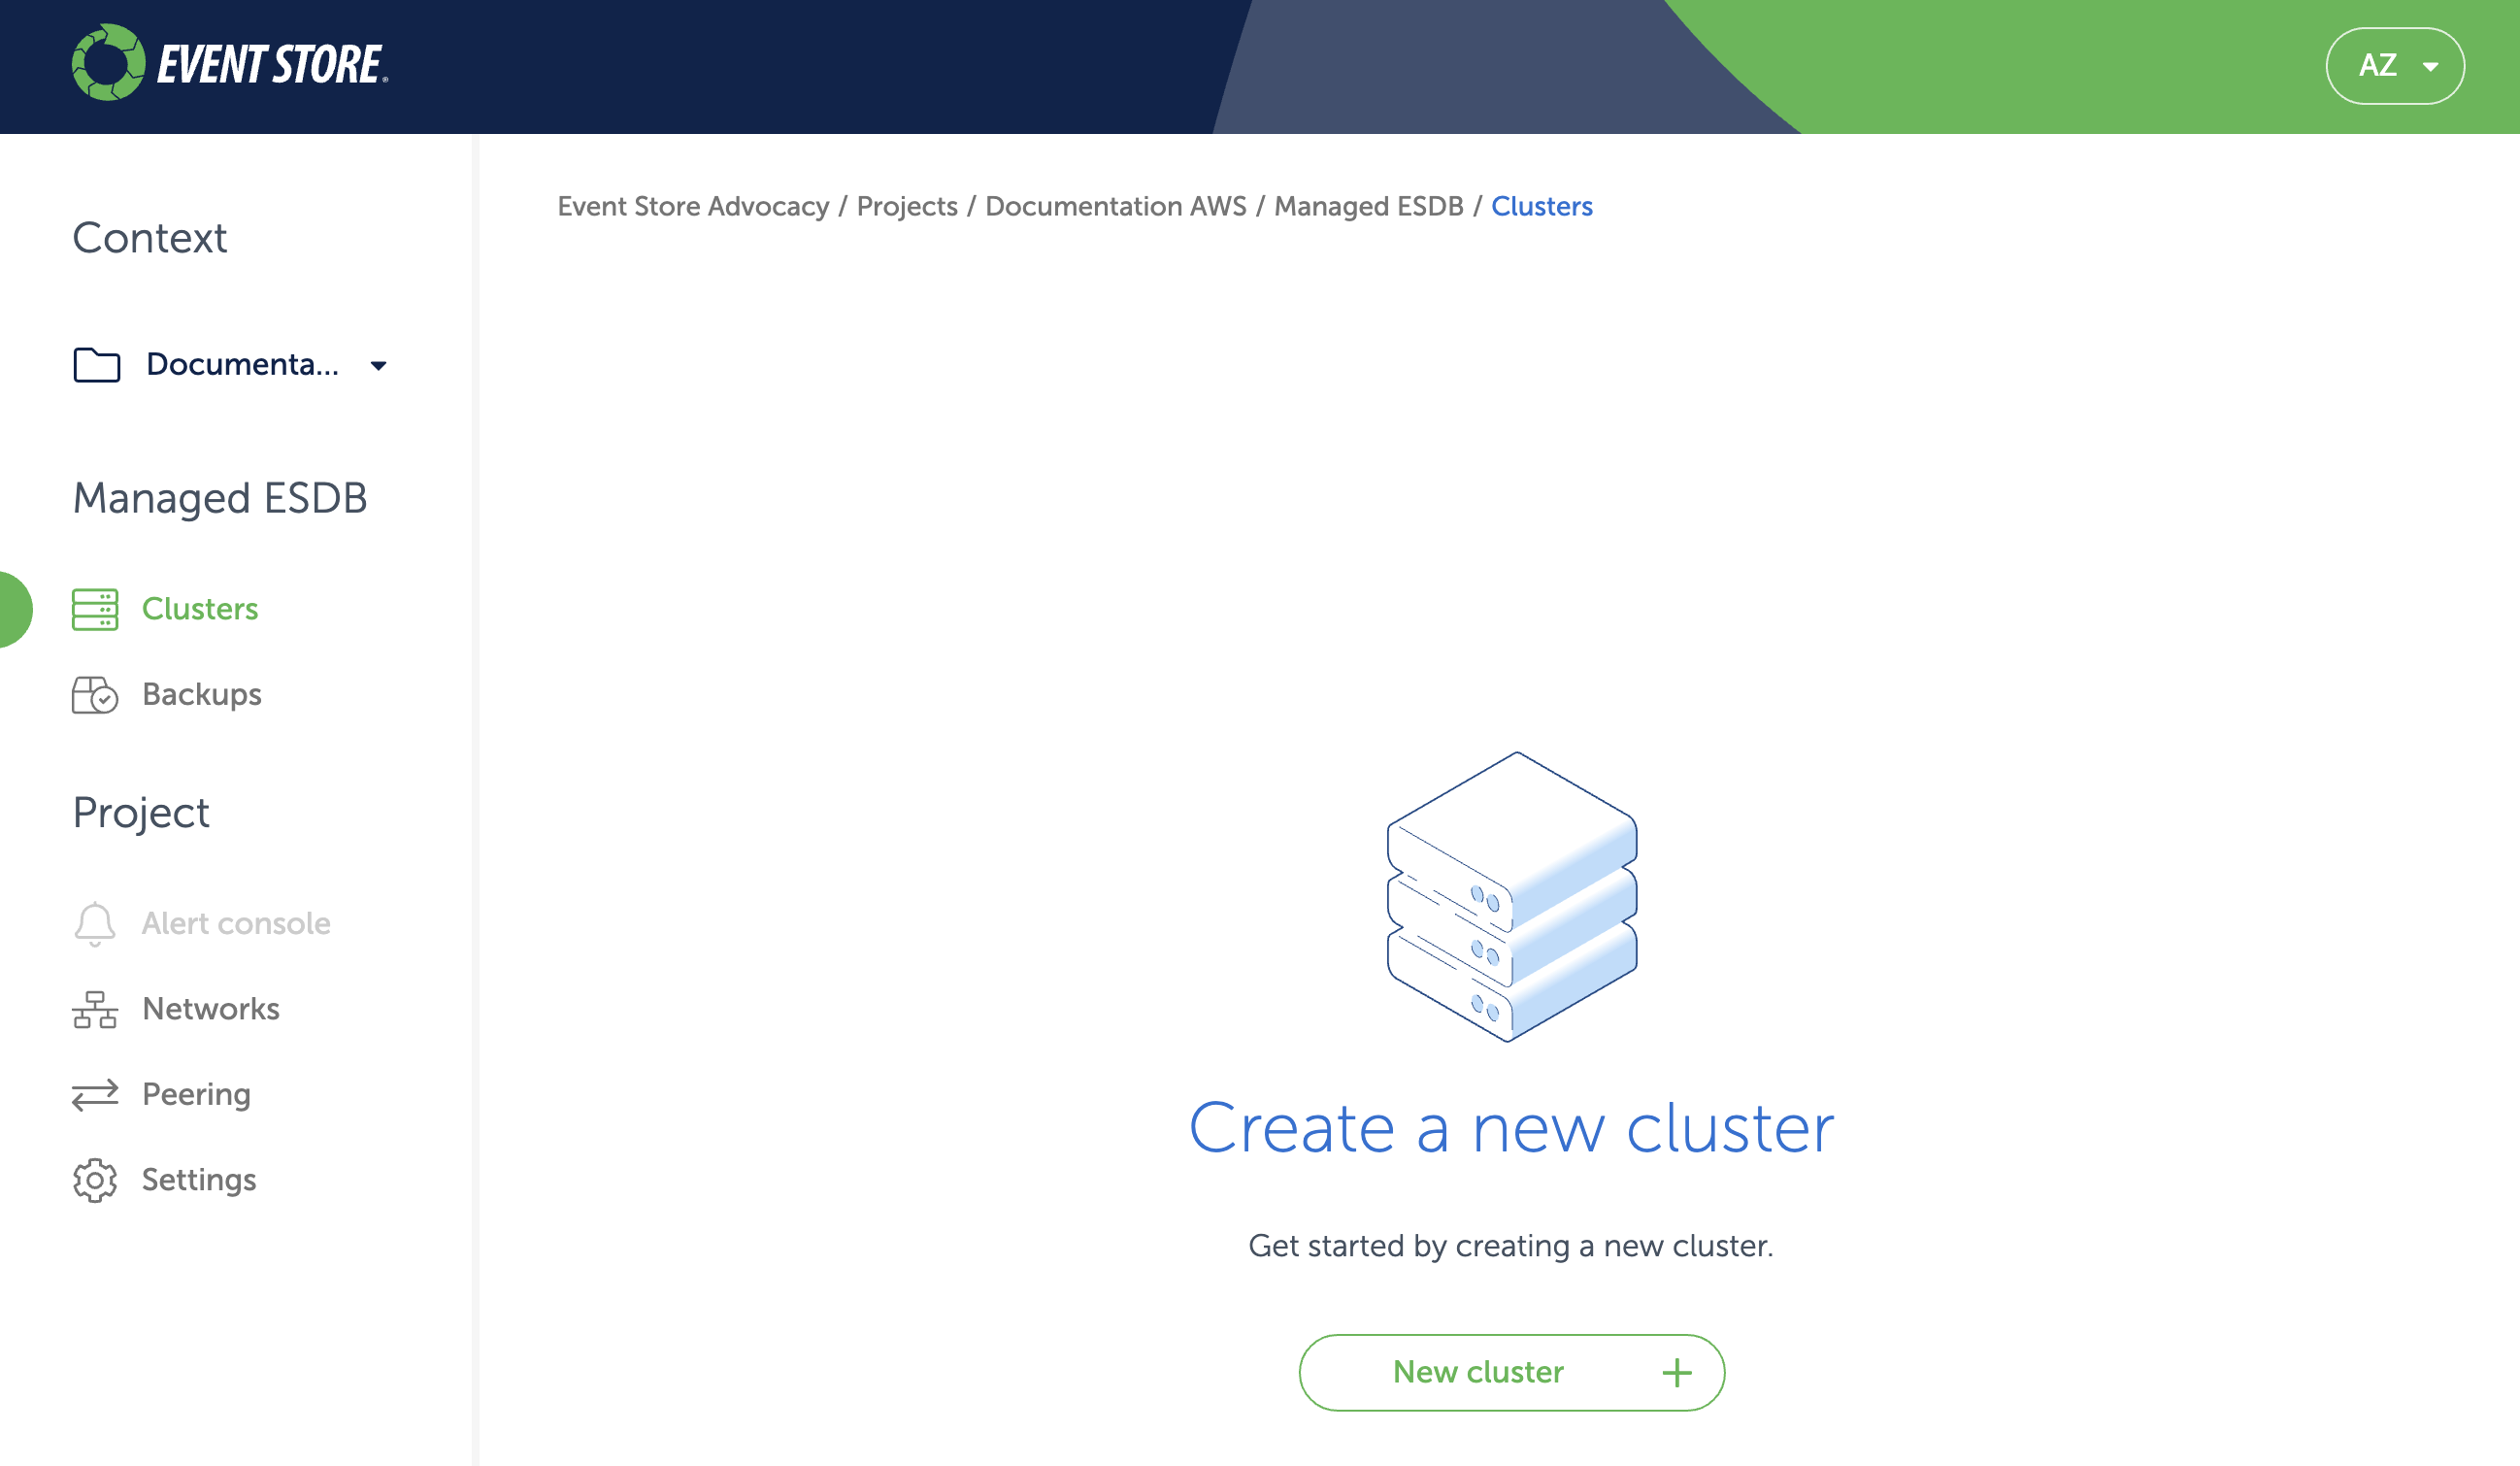 EVENT STORE®
AZ
Context
Documenta...
Managed ESDB
Clusters
Backups
Project
Alert console
Networks
Peering
Settings
Event Store Advocacy / Projects / Documentation AWS / Managed ESDB / Clusters
Create a new cluster
Get started by creating a new cluster.
New cluster +